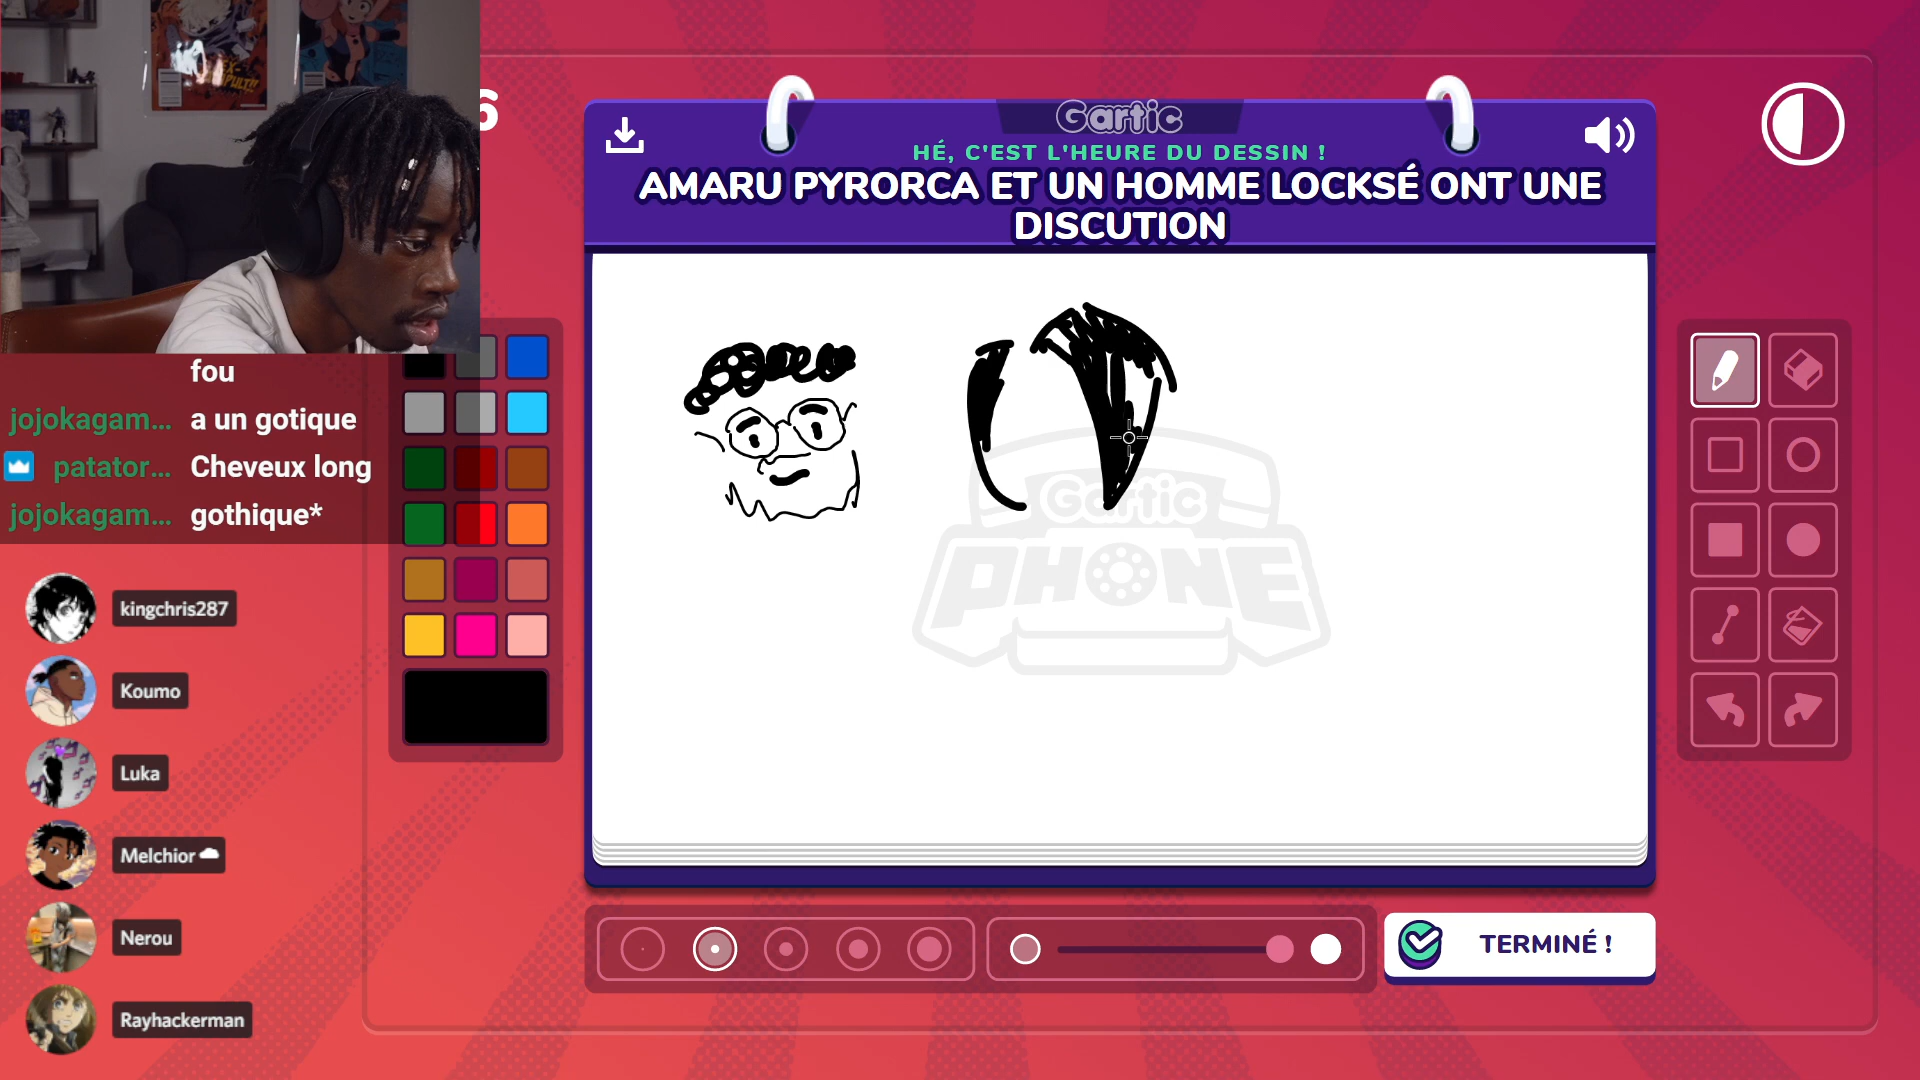 6
Gartic
HÉ, C'EST L'HEURE DU DESSIN !
AMARU PYRORCA ET UN HOMME LOCKSÉ ONT UNE
DISCUTION
fou
jojokagam... a un gotique
patator... Cheveux long
jojokagam... gothique*
Gartic
PHONE
kingchris287
Koumo
Luka
Melchior
Nerou
Rayhackerman
TERMINÉ !